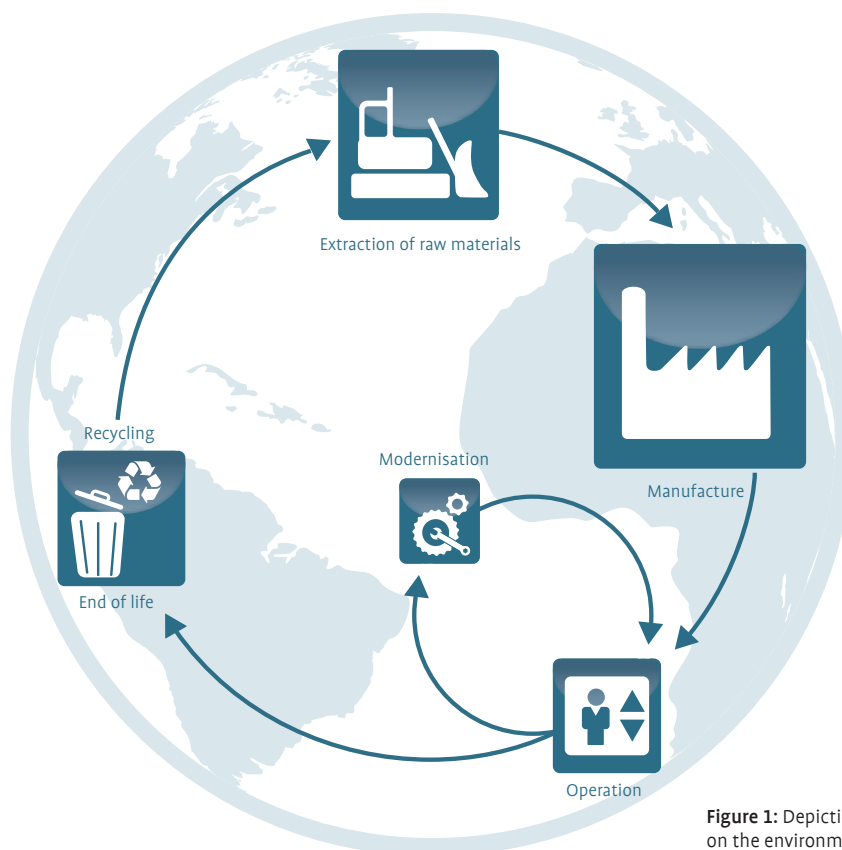 Extraction of raw materials
Recycling
Modernisation
Manufacture
End of life
Operation
Figure 1: Depicti
on the environm